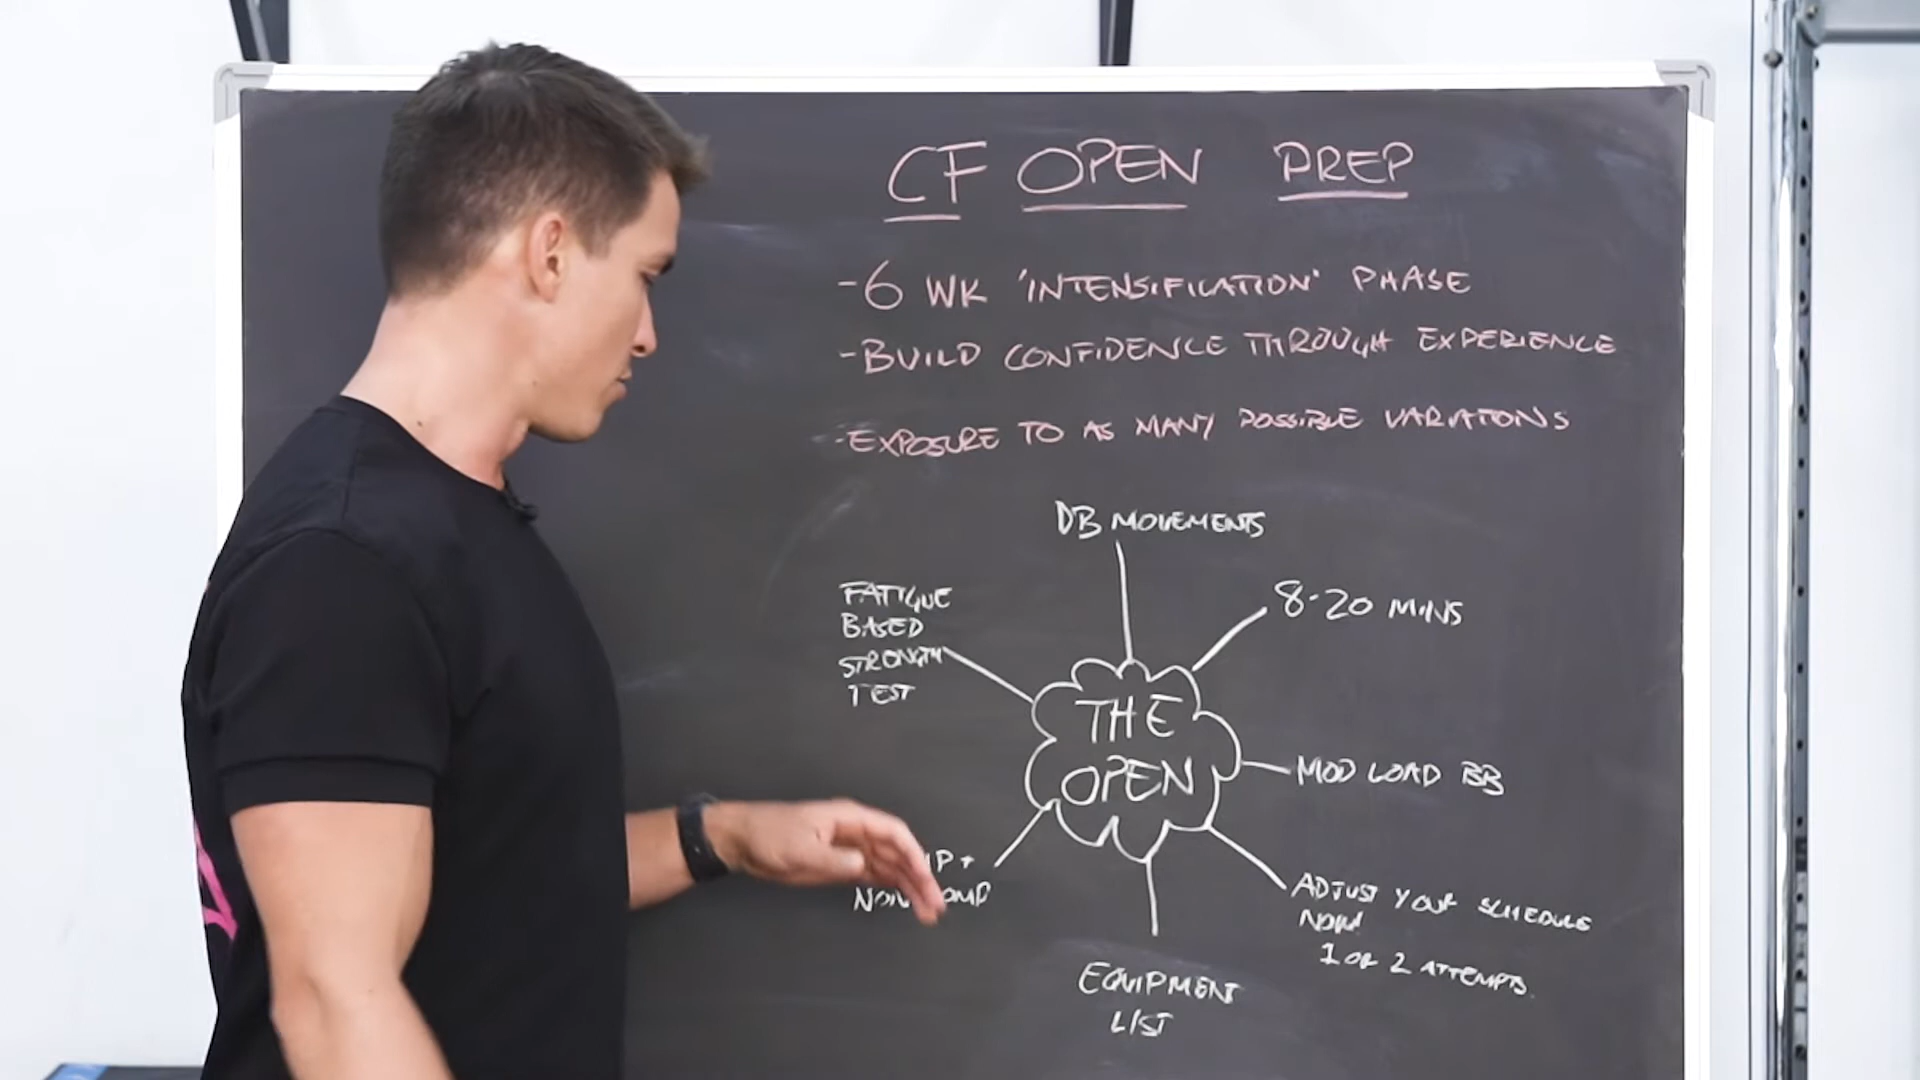 CF OPEN PREP
-6 WK 'INTENSIFICATION' PHASE
-BUILD CONFIDENCE THROUGH EXPERIENCE
-EXPOSURE TO AS MANY POSSIBLE VARIATIONS
DB MOVEMENTS
8-20 MINS
FATIGUE
BASED
STRENGTH
TEST
THE
OPEN
MOD LOAD BB
ADJUST YOUR SCHEDULE
NOW!
1 OR 2 ATTEMPTS.
EQUIPMENT
LIST